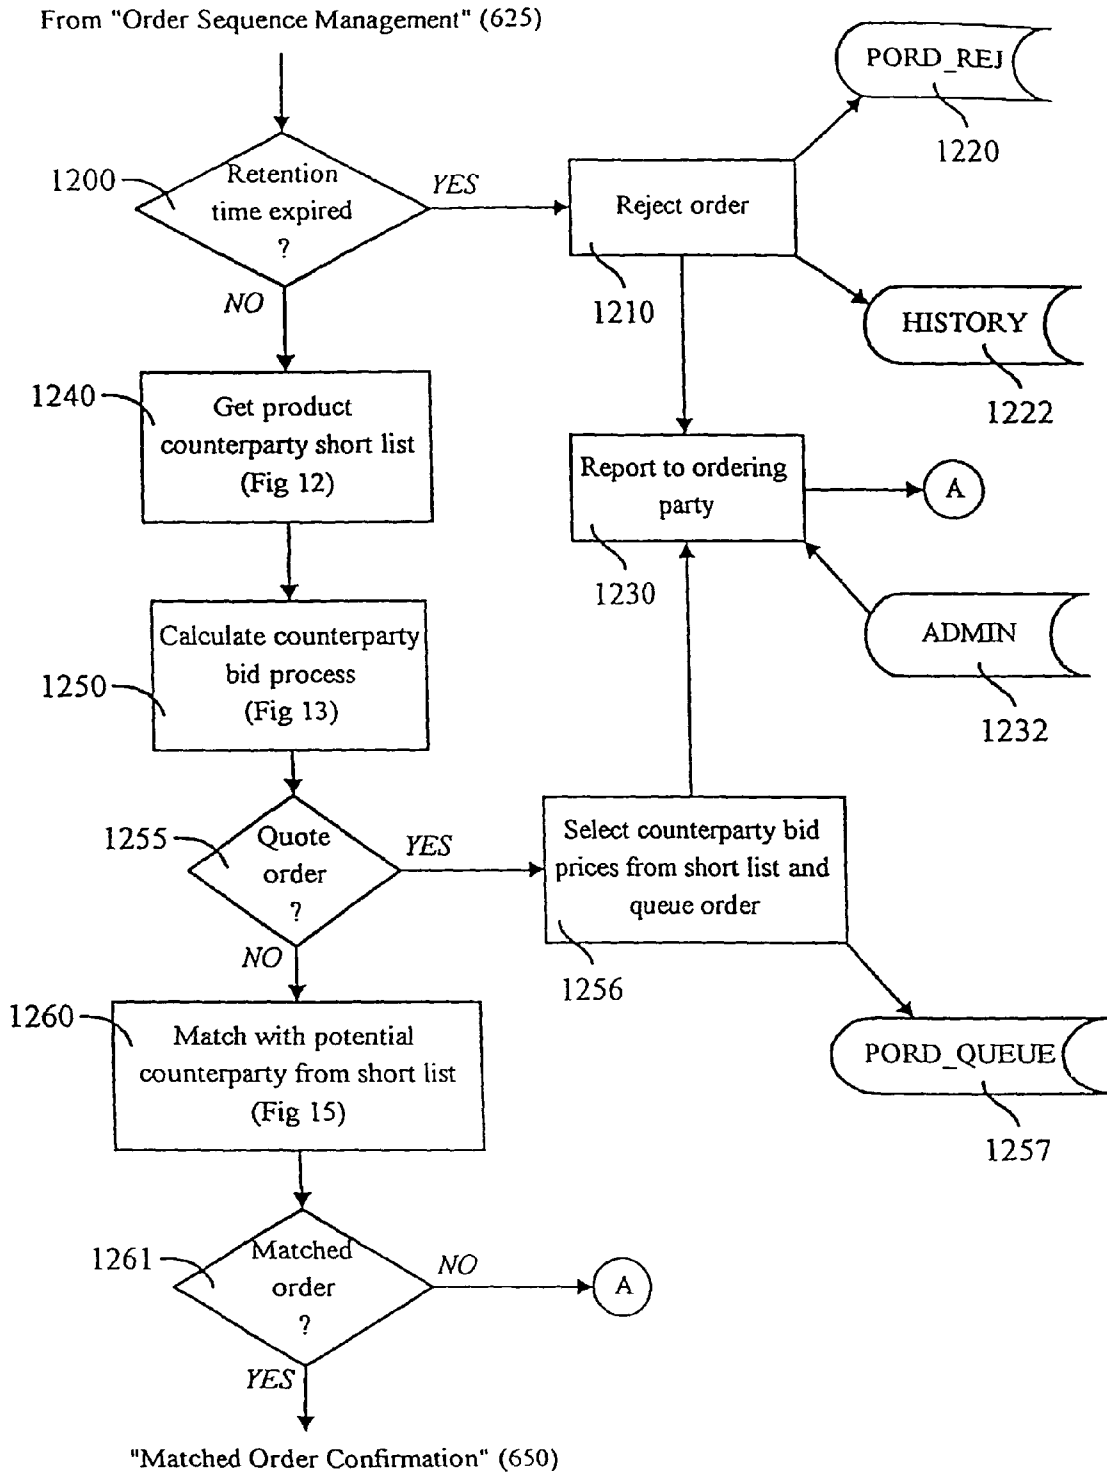 From "Order Sequence Management" (625)
PORD_REJ
1220
1200
Retention
time expired
?
YES
Reject order
1210
NO
HISTORY
1222
1240
Get product
counterparty short list
(Fig 12)
Report to ordering
party
A
1230
ADMIN
1232
1250
Calculate counterparty
bid process
(Fig 13)
1255
Quote
order
?
YES
Select counterparty bid
prices from short list and
queue order
NO
1256
1260
Match with potential
counterparty from short list
(Fig 15)
PORD_QUEUE
1257
1261
Matched
order
?
NO
A
YES
"Matched Order Confirmation" (650)